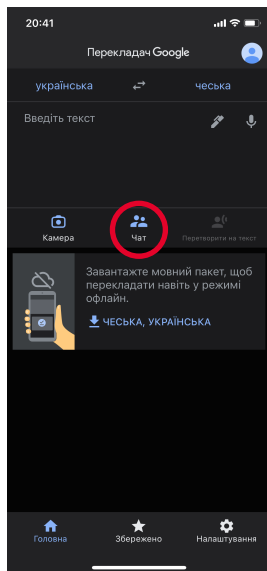 20:41
Перекладач Google
українська
чеська
Введіть текст
Камера
Чат
Перетворити на текст
Завантажте мовний пакет, щоб
перекладати навіть у режимі
офлайн.
ЧЕСЬКА, УКРАЇНСЬКА
Головна
Збережено
Налаштування